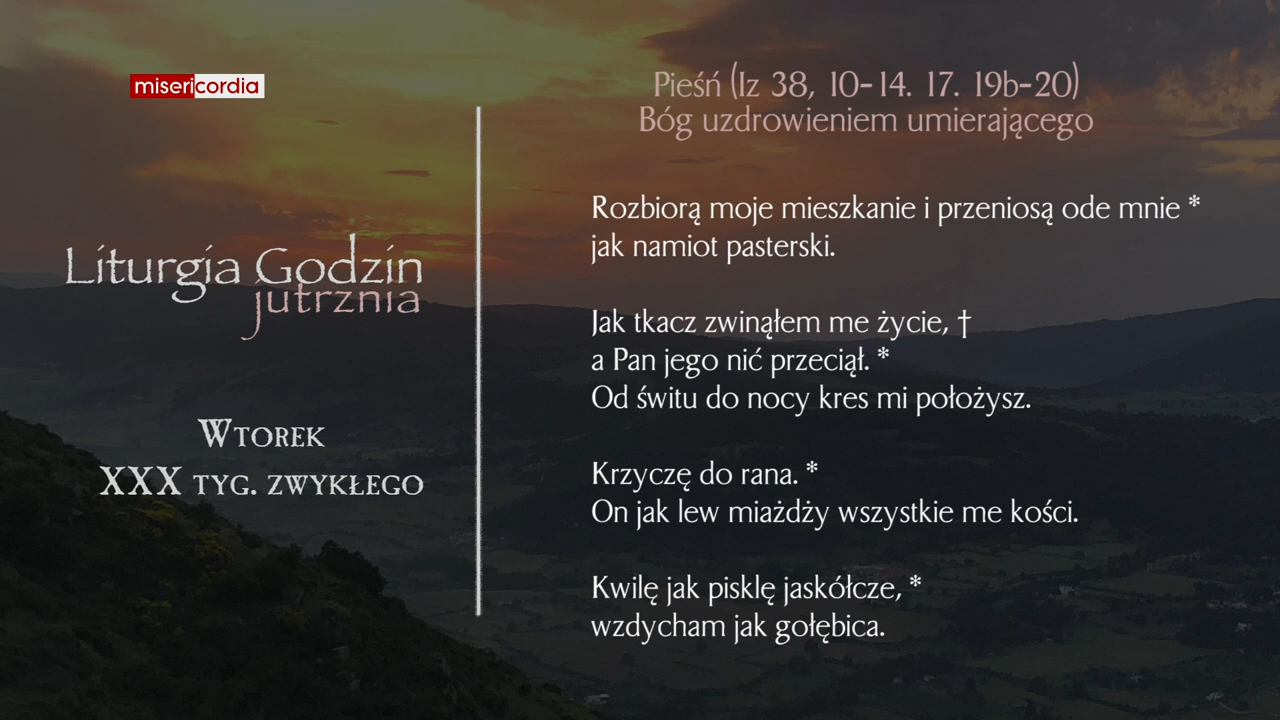 misericordia
Liturgia Godzin
jutrznia
Wtorek
XXX tyg. zwykłego
Pieśń (Iz 38, 10-14. 17. 19b-20)
Bóg uzdrowieniem umierającego
Rozbiorą moje mieszkanie i przeniosą ode mnie *
jak namiot pasterski.
Jak tkacz zwinąłem me życie, †
a Pan jego nić przeciął. *
Od świtu do nocy kres mi położysz.
Krzyczę do rana. *
On jak lew miażdży wszystkie me kości.
Kwilę jak pisklę jaskółcze, *
wzdycham jak gołębica.